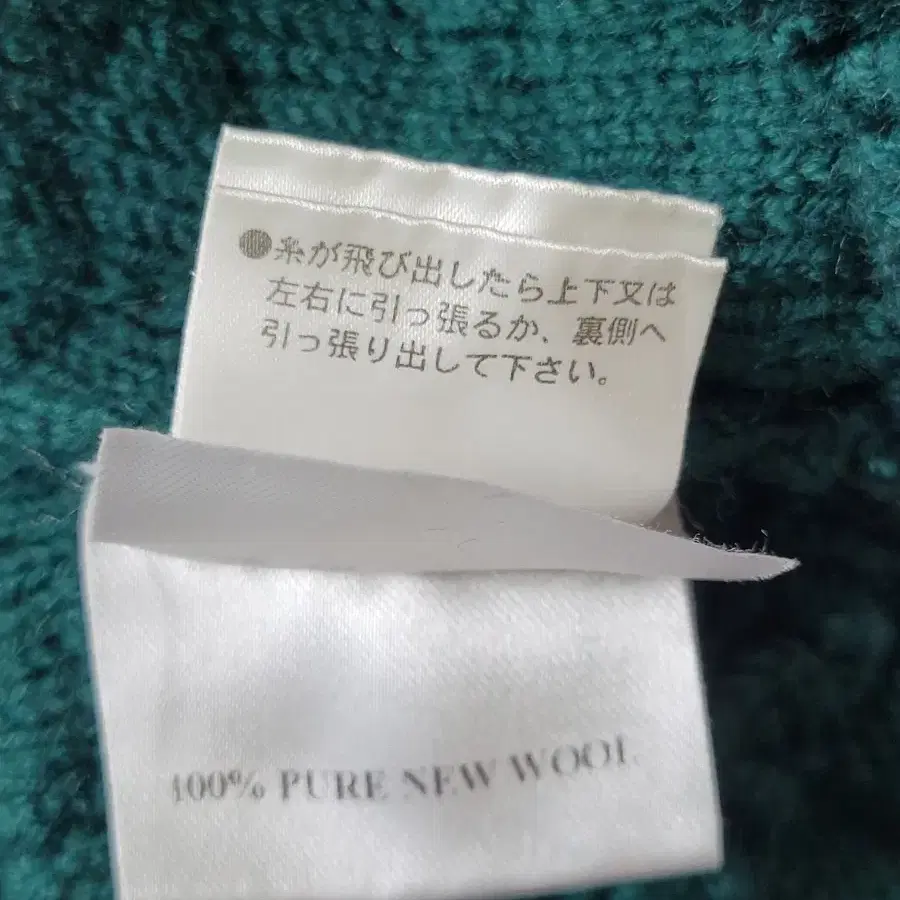 ●糸が飛び出したら上下又は
左右に引っ張るか、裏側へ
引っ張り出して下さい。
100% PURE NEW WOOL